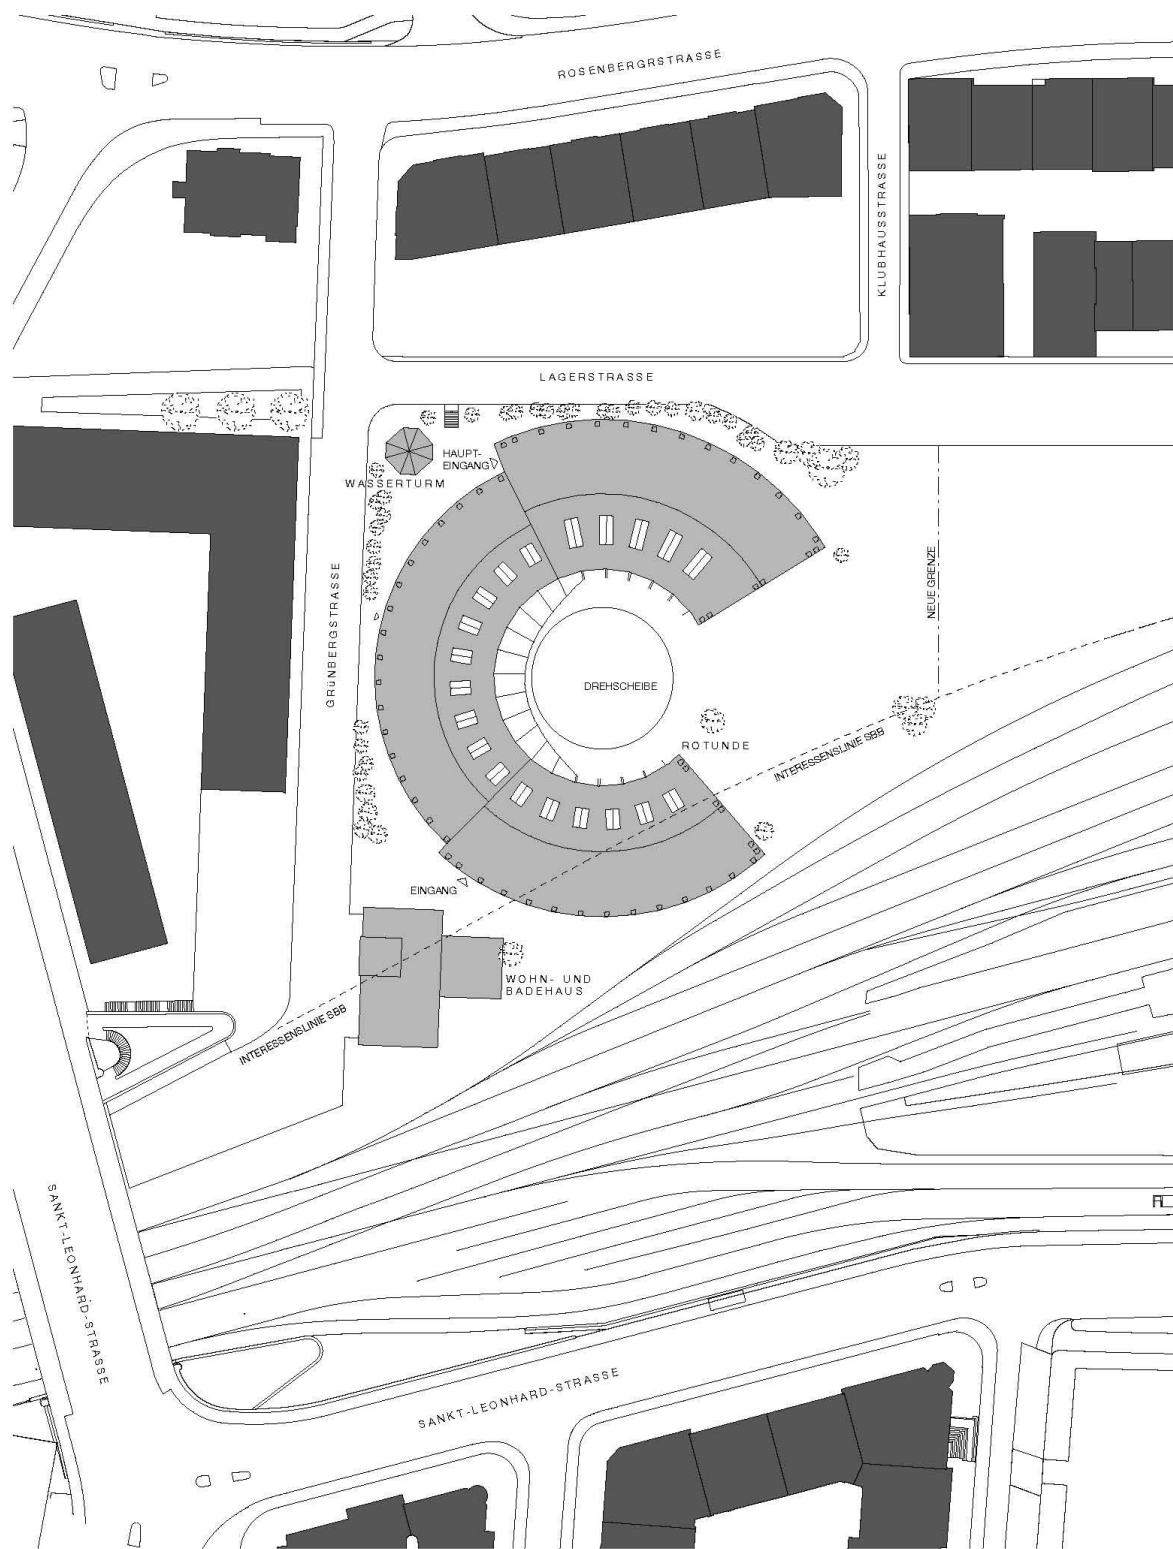 ROSENBERGRSTRASSE
KLUBHAUSSTRASSE
LAGERSTRASSE
HAUPT-
EINGANG
WASSERTURM
GRÜNBERGSTRASSE
NEUE GRENZE
DREHSCHEIBE
ROTUNDE
INTERESSENSLINIE SBB
EINGANG
WOHN- UND
BADEHAUS
INTERESSENSLINIE SBB
SANKT-LEONHARD-STRASSE
SANKT-LEONHARD-STRASSE